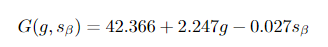 G(g, s_β) = 42.366 + 2.247g − 0.027s_β